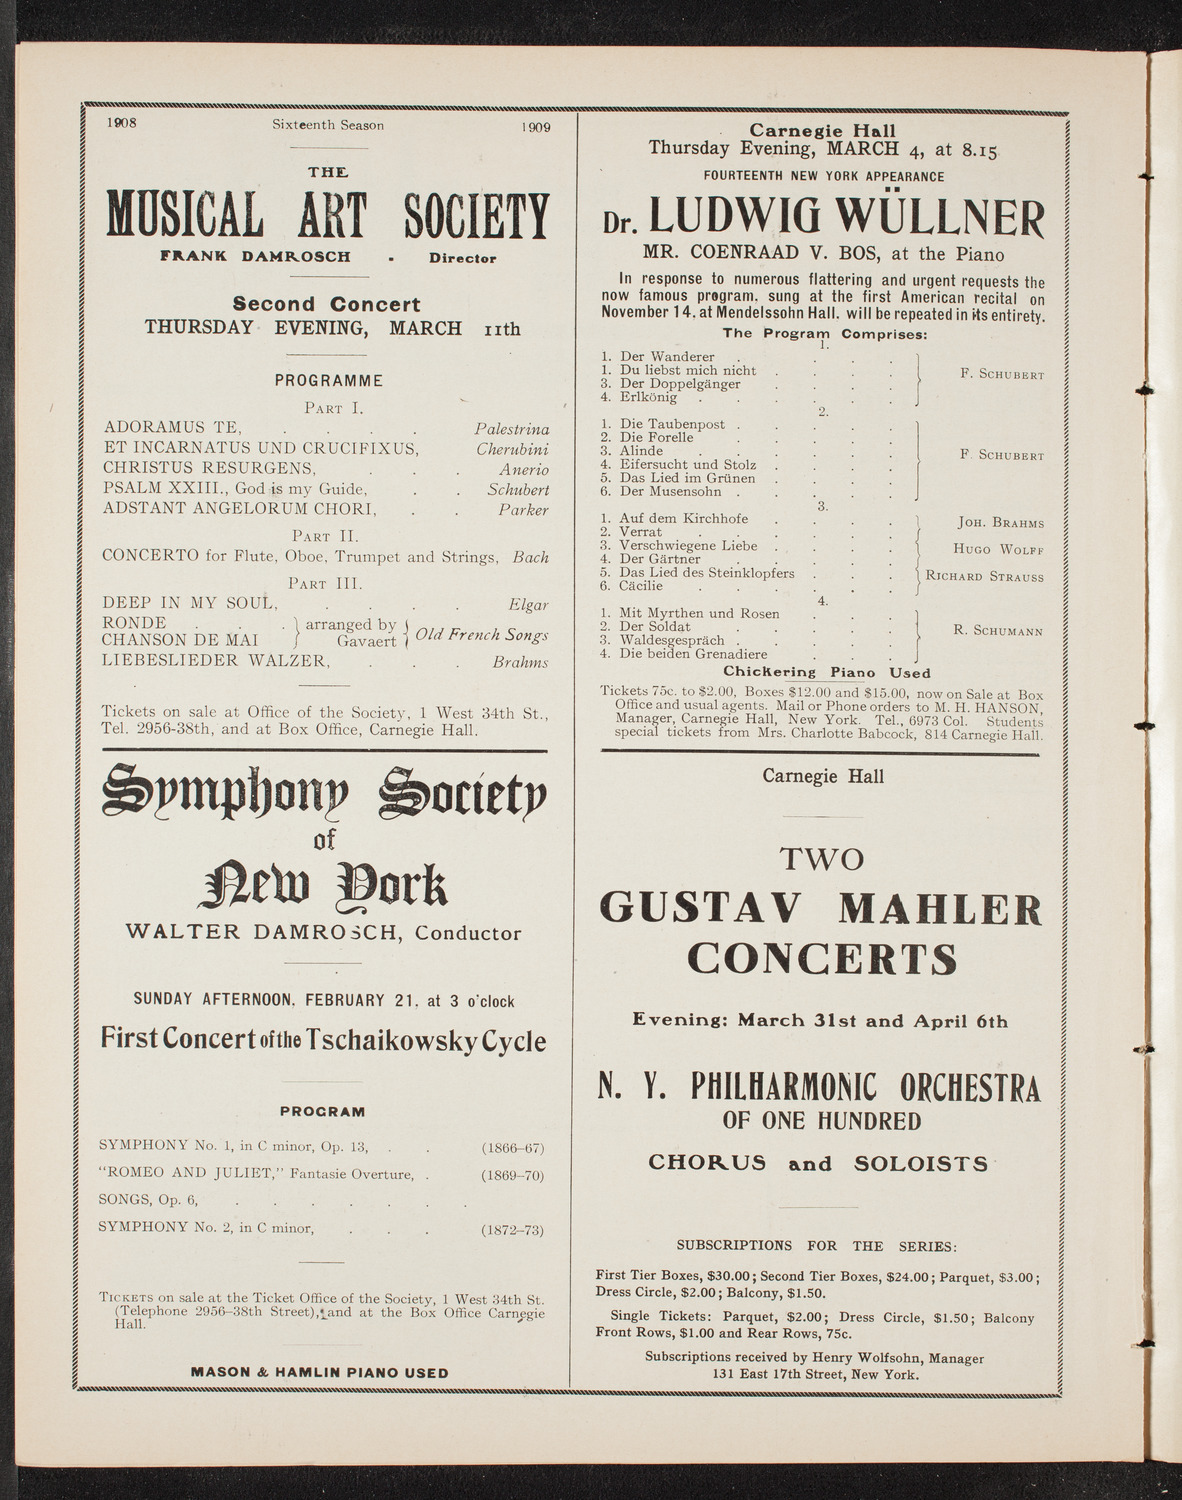 1908 Sixteenth Season 1909
THE
MUSICAL ART SOCIETY
FRANK DAMROSCH - Director
Second Concert
THURSDAY EVENING, MARCH 11th
PROGRAMME
PART I.
ADORAMUS TE, . . . . Palestrina
ET INCARNATUS UND CRUCIFIXUS, Cherubini
CHRISTUS RESURGENS, . . . Anerio
PSALM XXIII., God is my Guide, . . Schubert
ADSTANT ANGELORUM CHORI, . . Parker
PART II.
CONCERTO for Flute, Oboe, Trumpet and Strings, Bach
PART III.
DEEP IN MY SOUL, . . . . Elgar
RONDE . . . } arranged by { Old French Songs
CHANSON DE MAI } Gavaert {
LIEBESLIEDER WALZER, . . . Brahms
Tickets on sale at Office of the Society, 1 West 34th St.,
Tel. 2956-38th, and at Box Office, Carnegie Hall.
Symphony Society
of
New York
WALTER DAMROSCH, Conductor
SUNDAY AFTERNOON, FEBRUARY 21, at 3 o'clock
First Concert of the Tschaikowsky Cycle
PROGRAM
SYMPHONY No. 1, in C minor, Op. 13, . . (1866–67)
"ROMEO AND JULIET," Fantasie Overture, . (1869–70)
SONGS, Op. 6, . . . . . . .
SYMPHONY No. 2, in C minor, . . . (1872–73)
TICKETS on sale at the Ticket Office of the Society, 1 West 34th St.
(Telephone 2956–38th Street), and at the Box Office Carnegie
Hall.
MASON & HAMLIN PIANO USED
Carnegie Hall
Thursday Evening, MARCH 4, at 8.15
FOURTEENTH NEW YORK APPEARANCE
Dr. LUDWIG WÜLLNER
MR. COENRAAD V. BOS, at the Piano
In response to numerous flattering and urgent requests the
now famous program, sung at the first American recital on
November 14, at Mendelssohn Hall, will be repeated in its entirety.
The Program Comprises:
1.
1. Der Wanderer . . . .
1. Du liebst mich nicht . . . . F. SCHUBERT
3. Der Doppelgänger . . . .
4. Erlkönig . . . . . .
2.
1. Die Taubenpost . . . . .
2. Die Forelle . . . . .
3. Alinde . . . . . .
4. Eifersucht und Stolz . . . . F. SCHUBERT
5. Das Lied im Grünen . . . .
6. Der Musensohn . . . . .
3.
1. Auf dem Kirchhofe . . . . JOH. BRAHMS
2. Verrat . . . . . .
3. Verschwiegene Liebe . . . . HUGO WOLFF
4. Der Gärtner . . . . .
5. Das Lied des Steinklopfers . . . RICHARD STRAUSS
6. Cäcilie . . . . . .
4.
1. Mit Myrthen und Rosen . . .
2. Der Soldat . . . . . R. SCHUMANN
3. Waldesgespräch . . . . .
4. Die beiden Grenadiere . . .
Chickering Piano Used
Tickets 75c. to $2.00, Boxes $12.00 and $15.00, now on Sale at Box
Office and usual agents. Mail or Phone orders to M. H. HANSON,
Manager, Carnegie Hall, New York. Tel., 6973 Col. Students
special tickets from Mrs. Charlotte Babcock, 814 Carnegie Hall.
Carnegie Hall
TWO
GUSTAV MAHLER
CONCERTS
Evening: March 31st and April 6th
N. Y. PHILHARMONIC ORCHESTRA
OF ONE HUNDRED
CHORUS and SOLOISTS
SUBSCRIPTIONS FOR THE SERIES:
First Tier Boxes, $30.00; Second Tier Boxes, $24.00; Parquet, $3.00;
Dress Circle, $2.00; Balcony, $1.50.
Single Tickets: Parquet, $2.00; Dress Circle, $1.50; Balcony
Front Rows, $1.00 and Rear Rows, 75c.
Subscriptions received by Henry Wolfsohn, Manager
131 East 17th Street, New York.